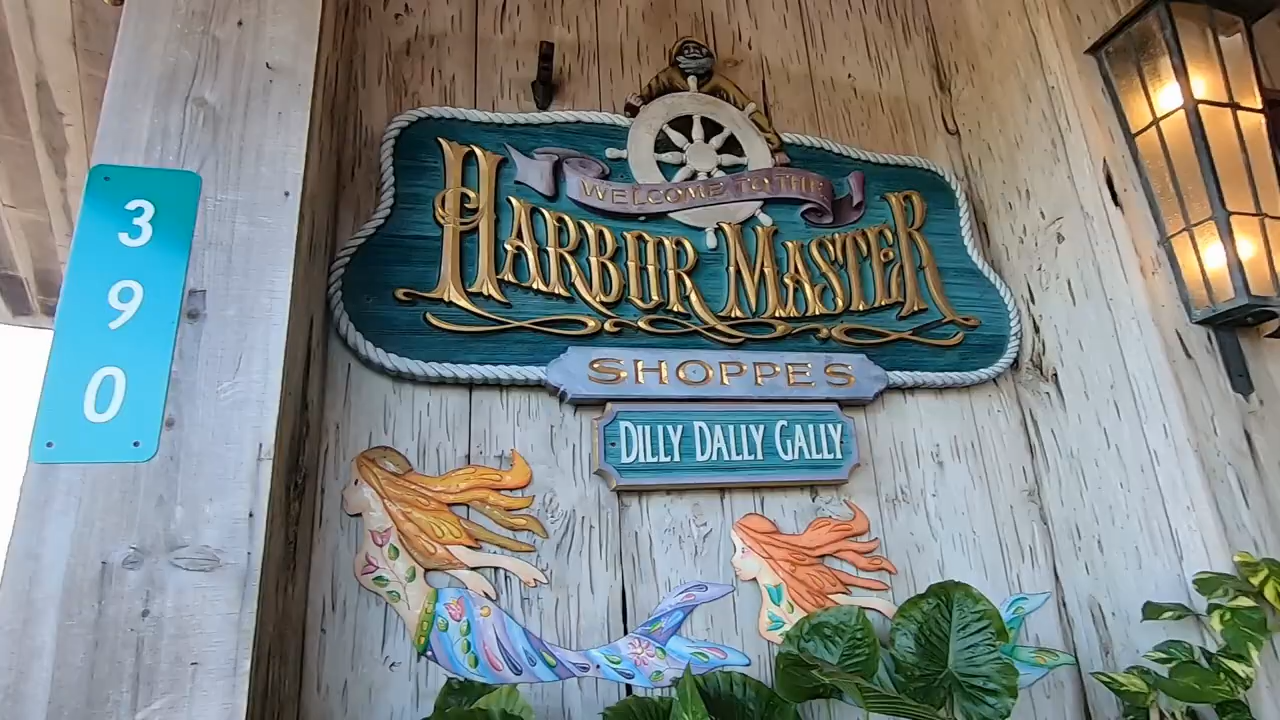 3
9
0
WELCOME TO THE
HARBOR MASTER
SHOPPES
DILLY DALLY GALLY